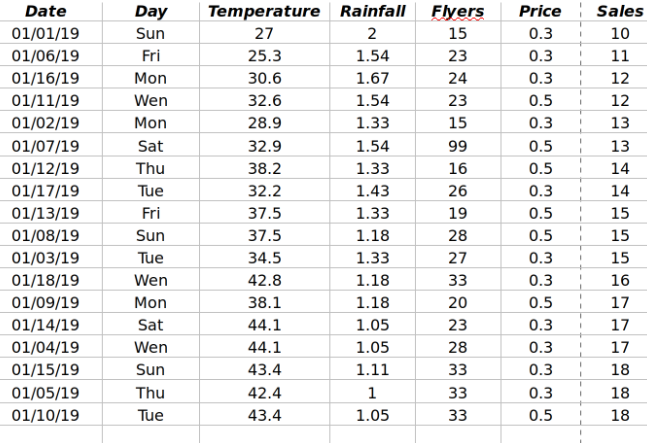 Date Day Temperature Rainfall Flyers Price Sales
01/01/19 Sun 27 2 15 0.3 10
01/06/19 Fri 25.3 1.54 23 0.3 11
01/16/19 Mon 30.6 1.67 24 0.3 12
01/11/19 Wen 32.6 1.54 23 0.5 12
01/02/19 Mon 28.9 1.33 15 0.3 13
01/07/19 Sat 32.9 1.54 99 0.5 13
01/12/19 Thu 38.2 1.33 16 0.5 14
01/17/19 Tue 32.2 1.43 26 0.3 14
01/13/19 Fri 37.5 1.33 19 0.5 15
01/08/19 Sun 37.5 1.18 28 0.5 15
01/03/19 Tue 34.5 1.33 27 0.3 15
01/18/19 Wen 42.8 1.18 33 0.3 16
01/09/19 Mon 38.1 1.18 20 0.5 17
01/14/19 Sat 44.1 1.05 23 0.3 17
01/04/19 Wen 44.1 1.05 28 0.3 17
01/15/19 Sun 43.4 1.11 33 0.3 18
01/05/19 Thu 42.4 1 33 0.3 18
01/10/19 Tue 43.4 1.05 33 0.5 18